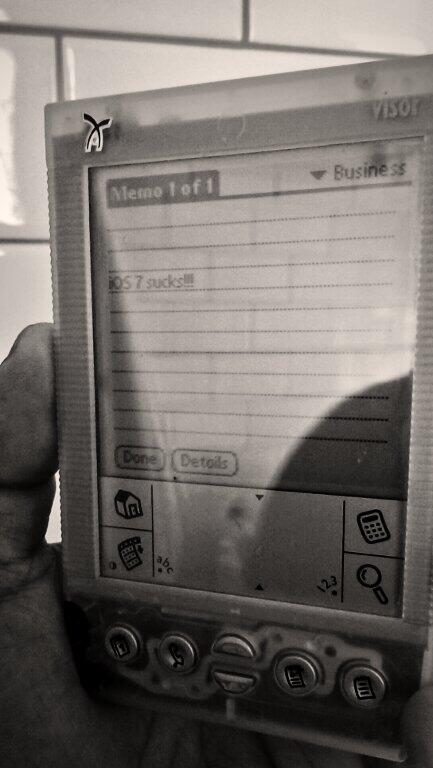 VISOR
Memo 1 of 1
Business
iOS 7 sucks!!!
Done
Details
abc
123